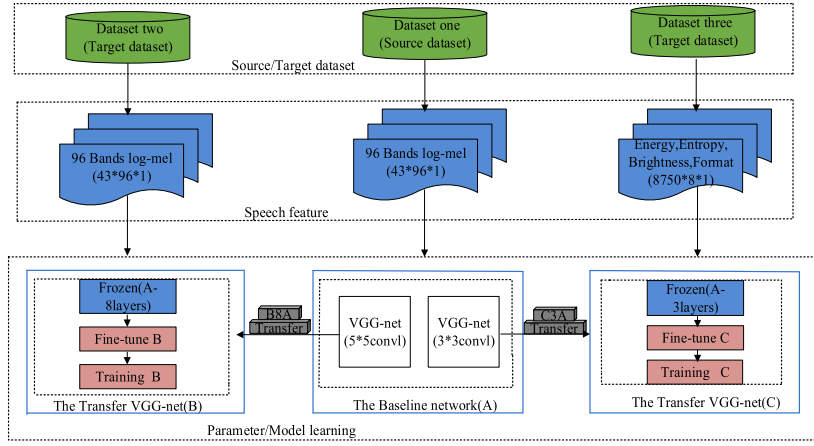 Dataset two
(Target dataset)
Dataset one
(Source dataset)
Dataset three
(Target dataset)
Source/Target dataset
96 Bands log-mel
(43*96*1)
96 Bands log-mel
(43*96*1)
Energy,Entropy,
Brightness,Format
(8750*8*1)
Speech feature
Frozen(A-
8layers)
Fine-tune B
Training B
The Transfer VGG-net(B)
B8A
Transfer
VGG-net
(5*5convl)
VGG-net
(3*3convl)
The Baseline network(A)
C3A
Transfer
Frozen(A-
3layers)
Fine-tune C
Training C
The Transfer VGG-net(C)
Parameter/Model learning